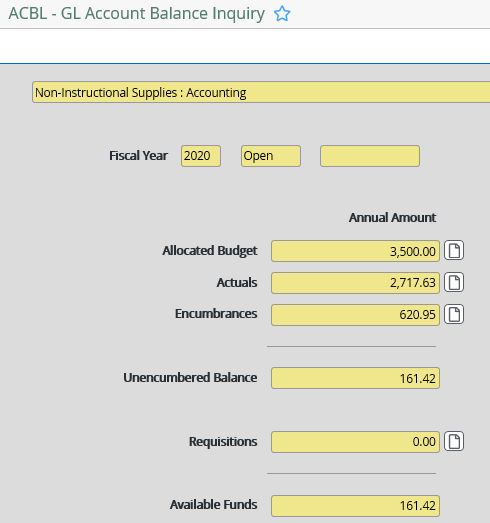 ACBL - GL Account Balance Inquiry
Non-Instructional Supplies : Accounting
Fiscal Year 2020 Open
Annual Amount
Allocated Budget 3,500.00
Actuals 2,717.63
Encumbrances 620.95
Unencumbered Balance 161.42
Requisitions 0.00
Available Funds 161.42